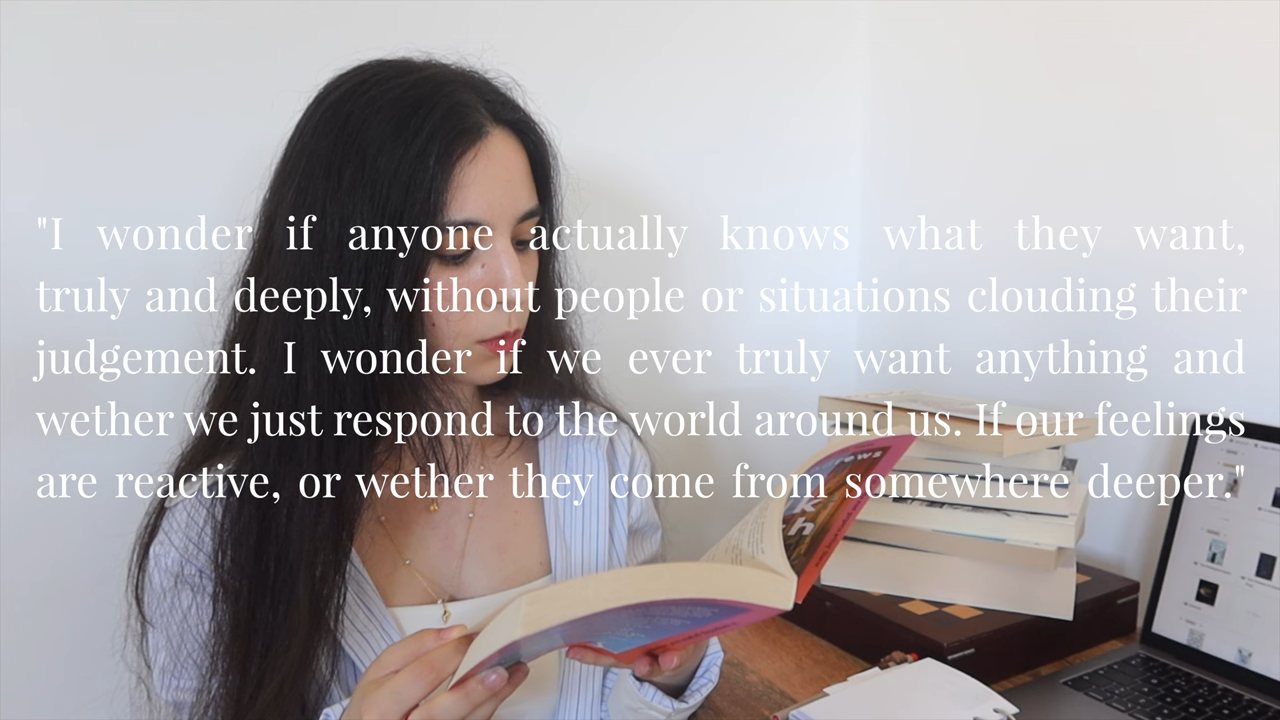 "I wonder if anyone actually knows what they want,
truly and deeply, without people or situations clouding their
judgement. I wonder if we ever truly want anything and
wether we just respond to the world around us. If our feelings
are reactive, or wether they come from somewhere deeper."